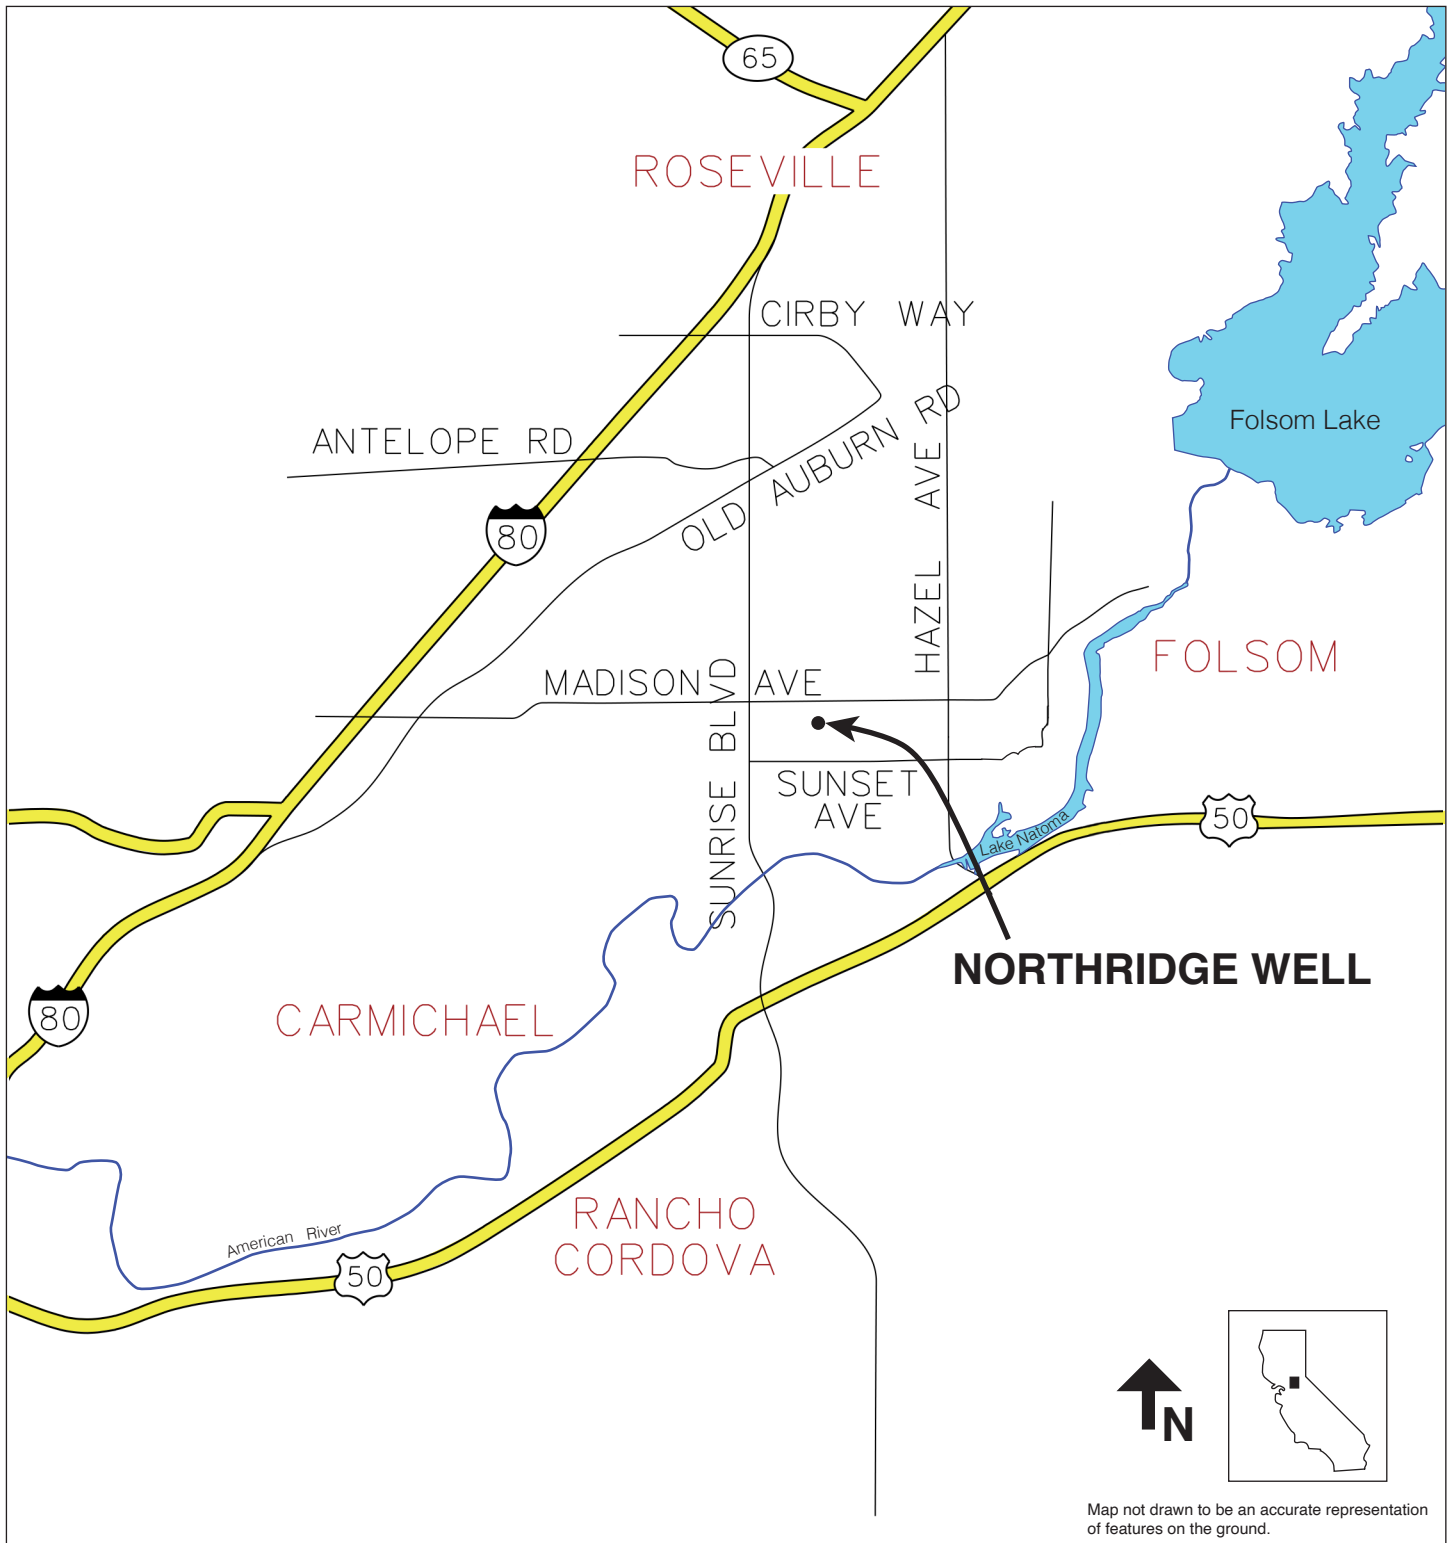 65
ROSEVILLE
CIRBY WAY
ANTELOPE RD
OLD AUBURN RD
Folsom Lake
80
HAZEL AVE
FOLSOM
MADISON AVE
SUNRISE BLVD
SUNSET
AVE
50
Lake Natoma
NORTHRIDGE WELL
80
CARMICHAEL
RANCHO
CORDOVA
American River
50
N
Map not drawn to be an accurate representation
of features on the ground.